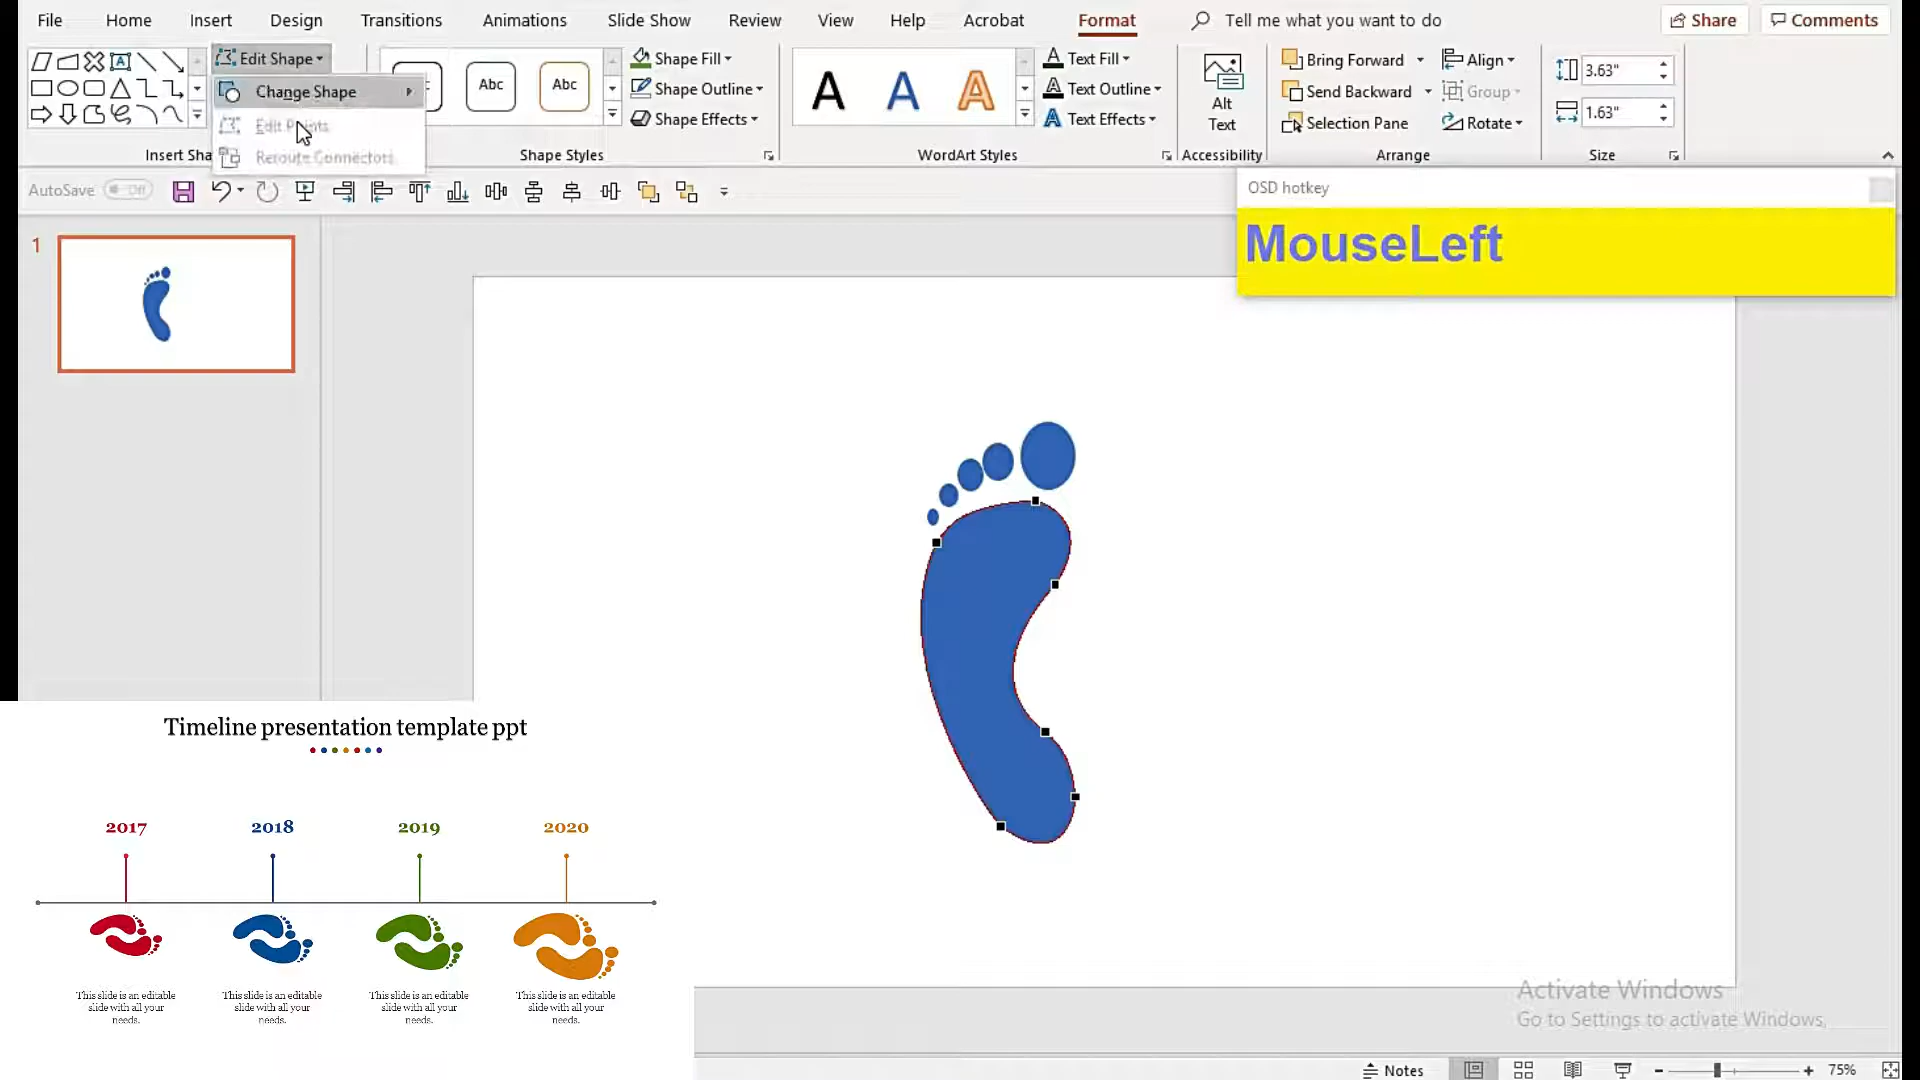 File Home Insert Design Transitions Animations Slide Show Review View Help Acrobat Format Tell me what you want to do Share Comments
Edit Shape
Change Shape
Edit Points
Reroute Connectors
Insert Sha
Abc Abc
Shape Fill
Shape Outline
Shape Effects
Shape Styles
A A A
Text Fill
Text Outline
Text Effects
WordArt Styles
Alt
Text
Accessibility
Bring Forward
Send Backward
Selection Pane
Align
Group
Rotate
Arrange
3.63"
1.63"
Size
AutoSave Off
OSD hotkey
MouseLeft
1
Timeline presentation template ppt
2017 2018 2019 2020
This slide is an editable
slide with all your
needs.
This slide is an editable
slide with all your
needs.
This slide is an editable
slide with all your
needs.
This slide is an editable
slide with all your
needs.
Activate Windows
Go to Settings to activate Windows.
Notes 75%